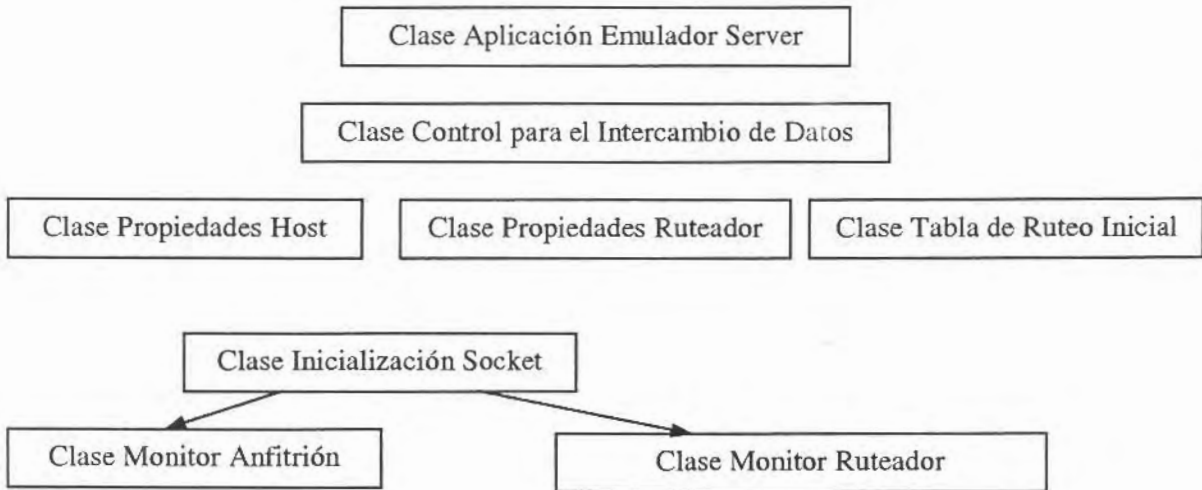 Clase Aplicación Emulador Server
Clase Control para el Intercambio de Datos
Clase Propiedades Host
Clase Propiedades Ruteador
Clase Tabla de Ruteo Inicial
Clase Inicialización Socket
Clase Monitor Anfitrión
Clase Monitor Ruteador